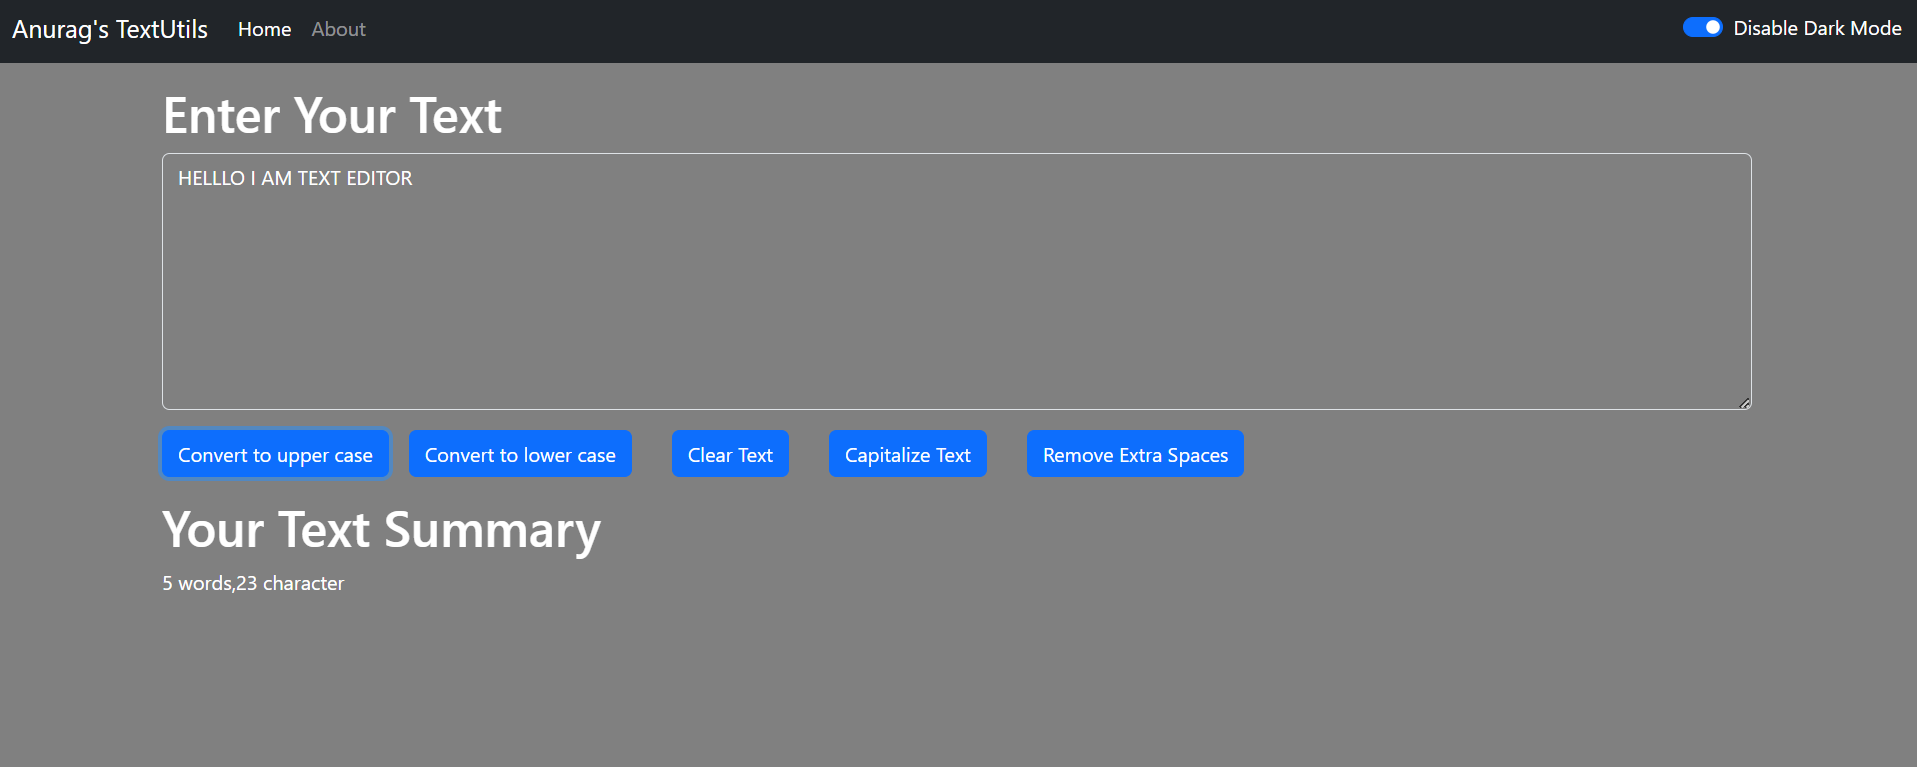 Anurag's TextUtils Home About Disable Dark Mode
Enter Your Text
HELLLO I AM TEXT EDITOR
Convert to upper case Convert to lower case Clear Text Capitalize Text Remove Extra Spaces
Your Text Summary
5 words,23 character